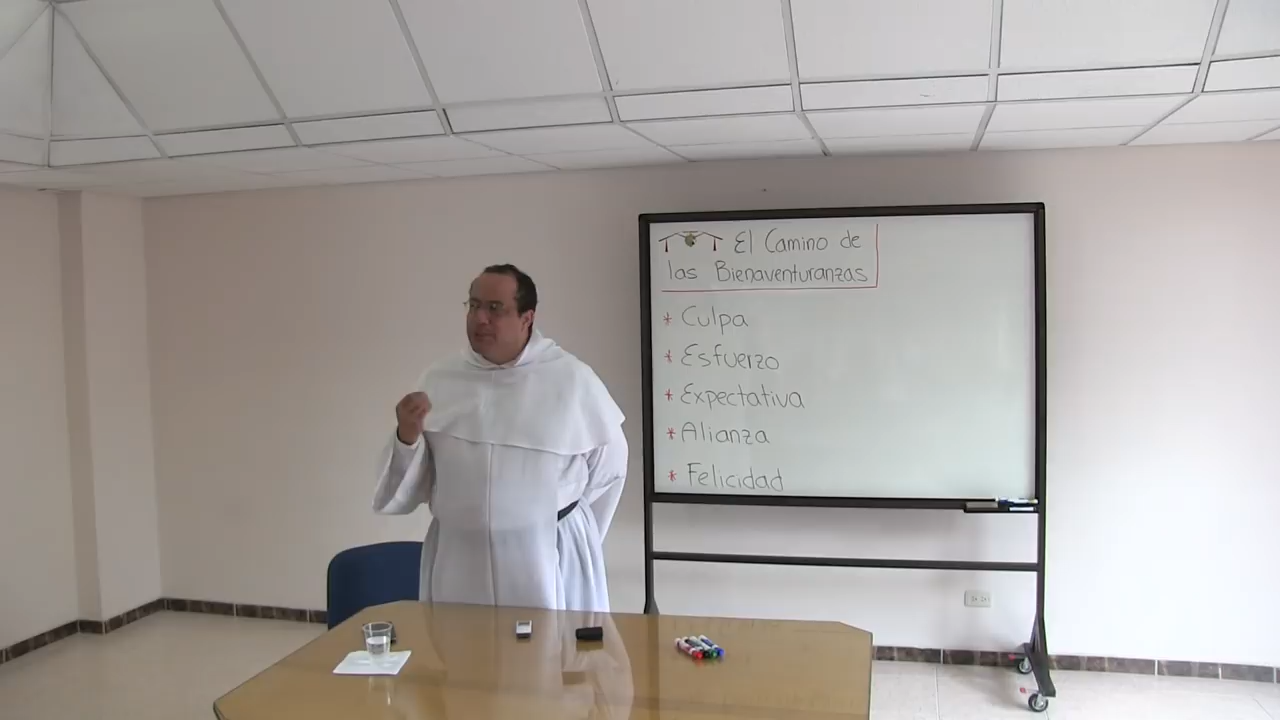 El Camino de
las Bienaventuranzas
* Culpa
* Esfuerzo
* Expectativa
* Alianza
* Felicidad